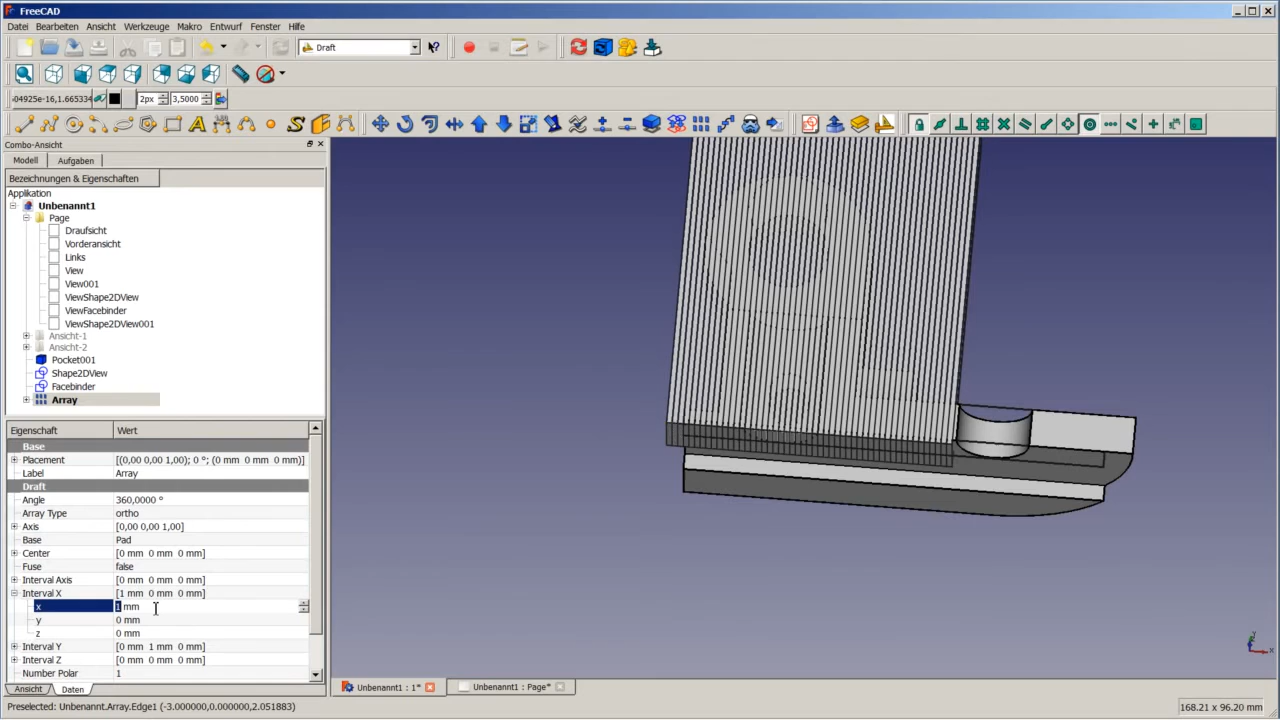 FreeCAD
Datei Bearbeiten Ansicht Werkzeuge Makro Entwurf Fenster Hilfe
Draft
04925e-16,1.665334 2px 3,5000
Combo-Ansicht
Modell Aufgaben
Bezeichnungen & Eigenschaften
Applikation
Unbenannt1
Page
Draufsicht
Vorderansicht
Links
View
View001
ViewShape2DView
ViewFacebinder
ViewShape2DView001
Ansicht-1
Ansicht-2
Pocket001
Shape2DView
Facebinder
Array
Eigenschaft Wert
Base
Placement [(0,00 0,00 1,00); 0 °; (0 mm 0 mm 0 mm)]
Label Array
Draft
Angle 360,0000 °
Array Type ortho
Axis [0,00 0,00 1,00]
Base Pad
Center [0 mm 0 mm 0 mm]
Fuse false
Interval Axis [0 mm 0 mm 0 mm]
Interval X [1 mm 0 mm 0 mm]
x 1 mm
y 0 mm
z 0 mm
Interval Y [0 mm 1 mm 0 mm]
Interval Z [0 mm 0 mm 0 mm]
Number Polar 1
Ansicht Daten
Unbenannt1 : 1* Unbenannt1 : Page*
Preselected: Unbenannt.Array.Edge1 (-3.000000,0.000000,2.051883) 168.21 x 96.20 mm